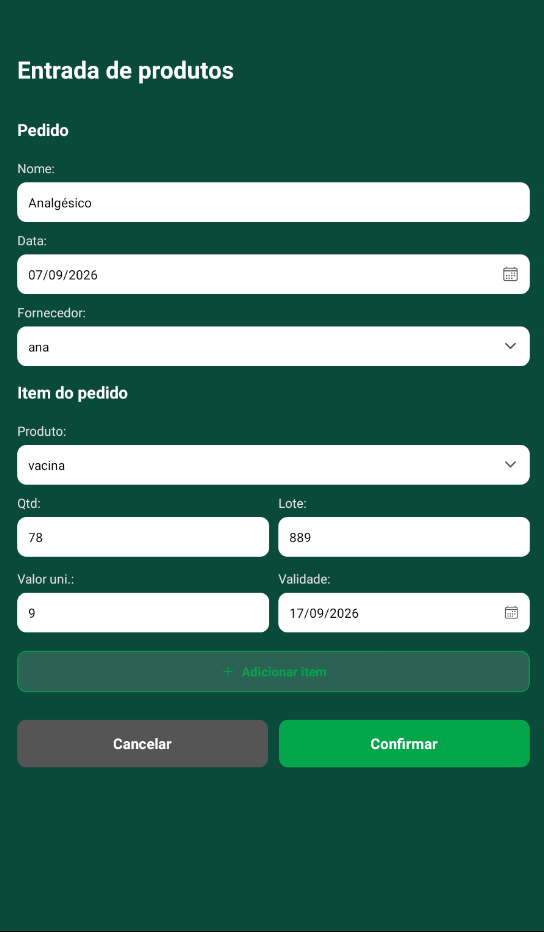 Entrada de produtos
Pedido
Nome:
Analgésico
Data:
07/09/2026
Fornecedor:
ana
Item do pedido
Produto:
vacina
Qtd: Lote:
78 889
Valor uni.: Validade:
9 17/09/2026
+ Adicionar item
Cancelar Confirmar